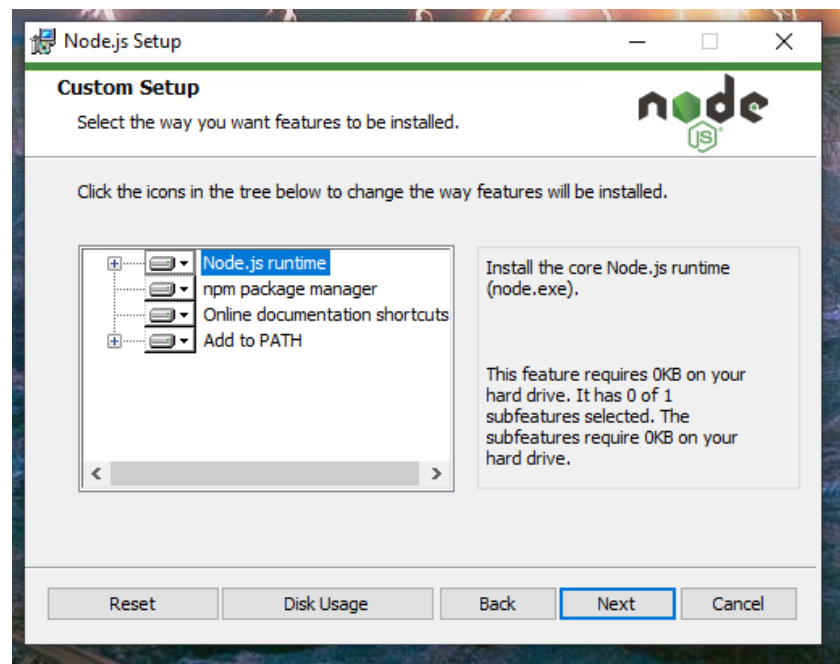 Node.js Setup
Custom Setup
Select the way you want features to be installed.
node
JS
Click the icons in the tree below to change the way features will be installed.
Node.js runtime
npm package manager
Online documentation shortcuts
Add to PATH
Install the core Node.js runtime
(node.exe).
This feature requires 0KB on your
hard drive. It has 0 of 1
subfeatures selected. The
subfeatures require 0KB on your
hard drive.
Reset
Disk Usage
Back
Next
Cancel